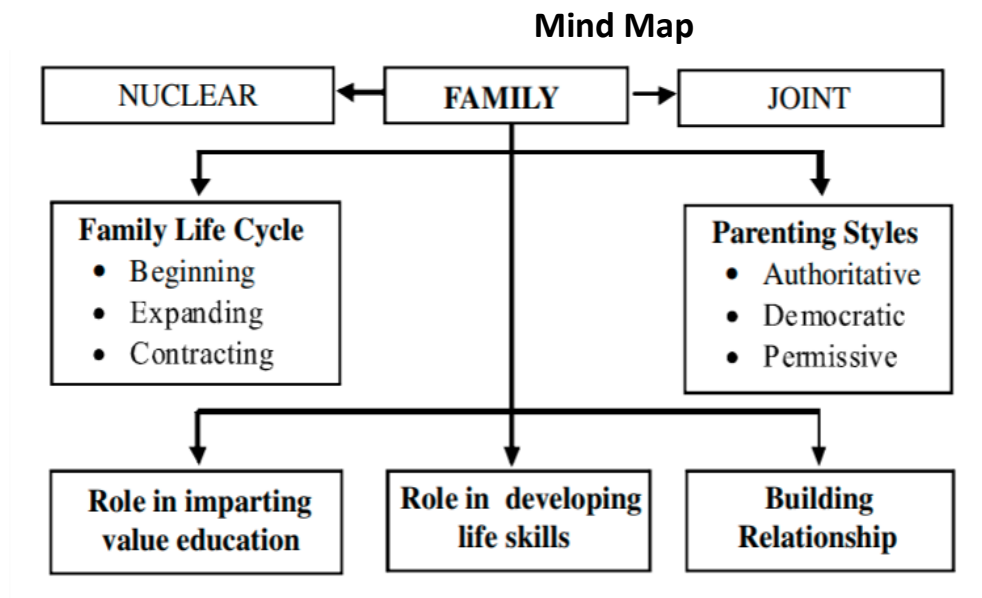 Mind Map
NUCLEAR
FAMILY
JOINT
Family Life Cycle
• Beginning
• Expanding
• Contracting
Parenting Styles
• Authoritative
• Democratic
• Permissive
Role in imparting
value education
Role in developing
life skills
Building
Relationship